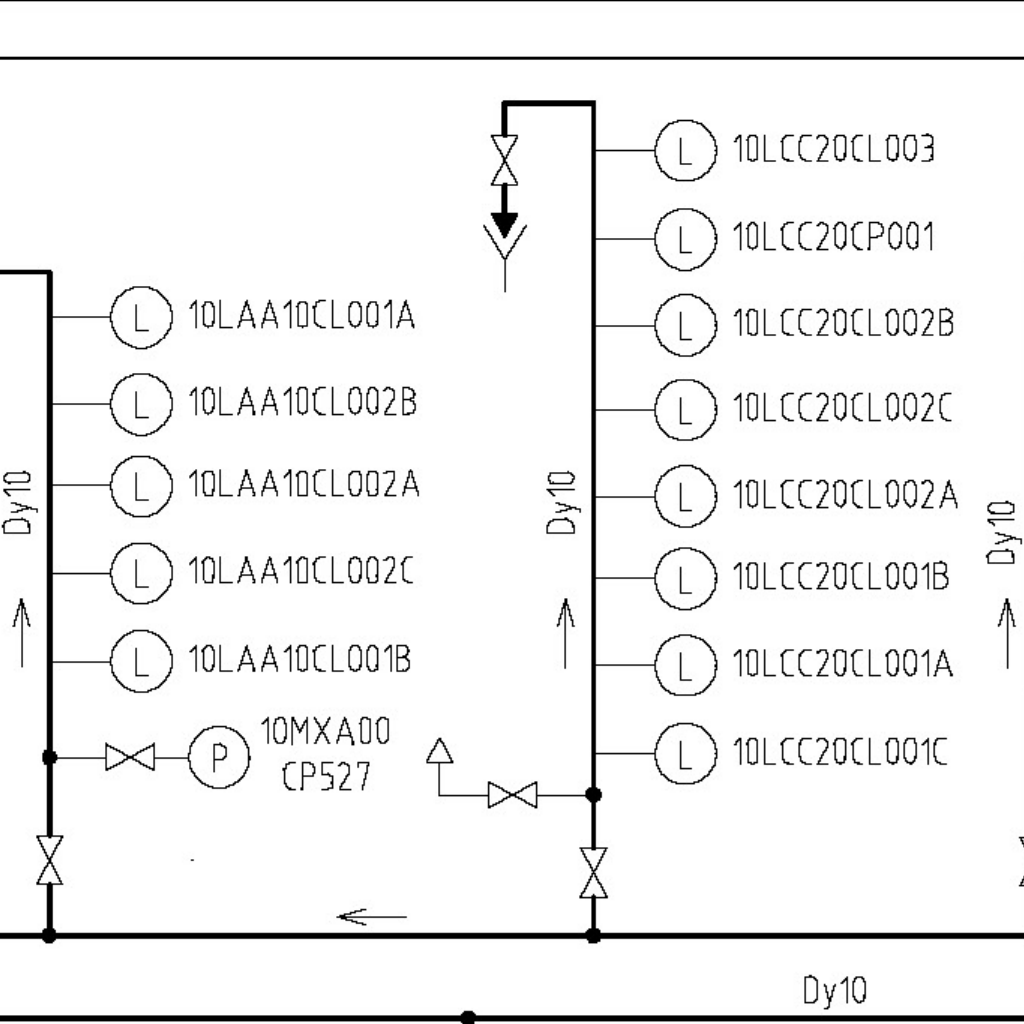 L 10LCC20CL003
L 10LCC20CP001
L 10LAA10CL001A
L 10LCC20CL002B
L 10LAA10CL002B
L 10LCC20CL002C
Dy10
L 10LAA10CL002A
Dy10
L 10LCC20CL002A
Dy10
L 10LAA10CL002C
L 10LCC20CL001B
L 10LAA10CL001B
L 10LCC20CL001A
P 10MXA00
CP527
L 10LCC20CL001C
Dy10